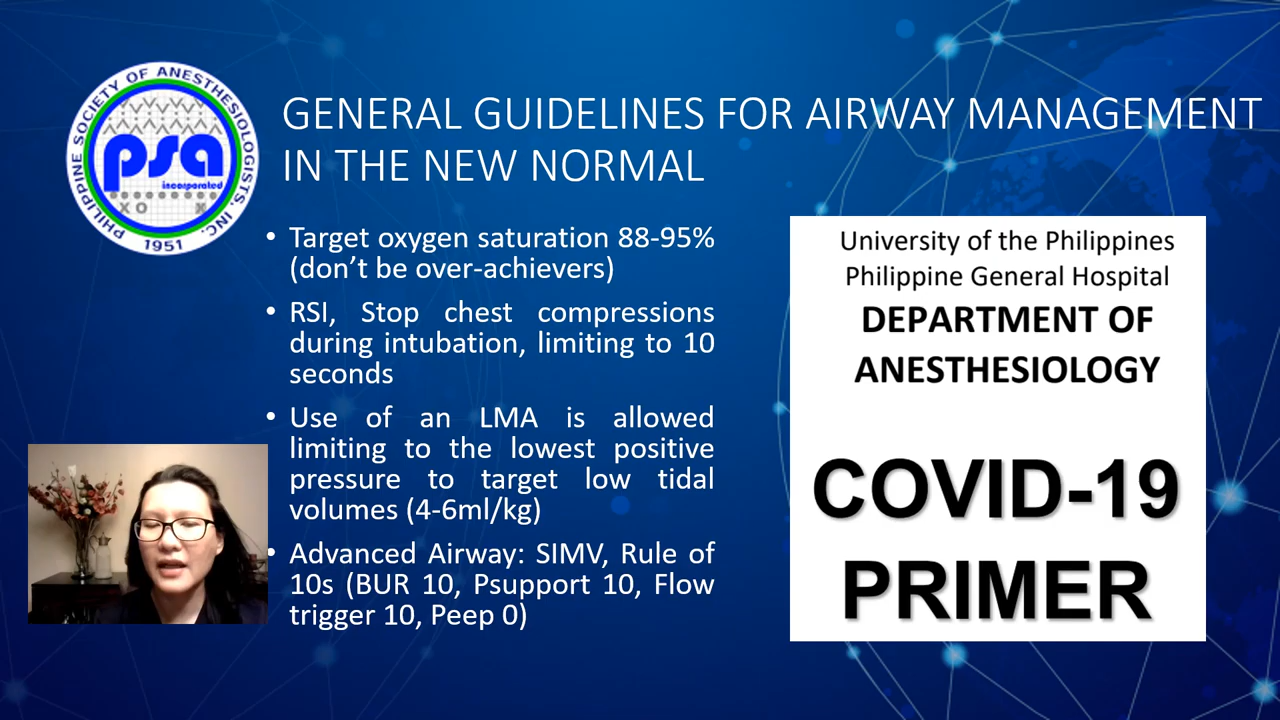 PHILIPPINE SOCIETY OF ANESTHESIOLOGISTS, INC.
psa
incorporated
XO X
1951
GENERAL GUIDELINES FOR AIRWAY MANAGEMENT
IN THE NEW NORMAL
• Target oxygen saturation 88-95%
(don’t be over-achievers)
• RSI, Stop chest compressions
during intubation, limiting to 10
seconds
• Use of an LMA is allowed
limiting to the lowest positive
pressure to target low tidal
volumes (4-6ml/kg)
• Advanced Airway: SIMV, Rule of
10s (BUR 10, Psupport 10, Flow
trigger 10, Peep 0)
University of the Philippines
Philippine General Hospital
DEPARTMENT OF
ANESTHESIOLOGY
COVID-19
PRIMER